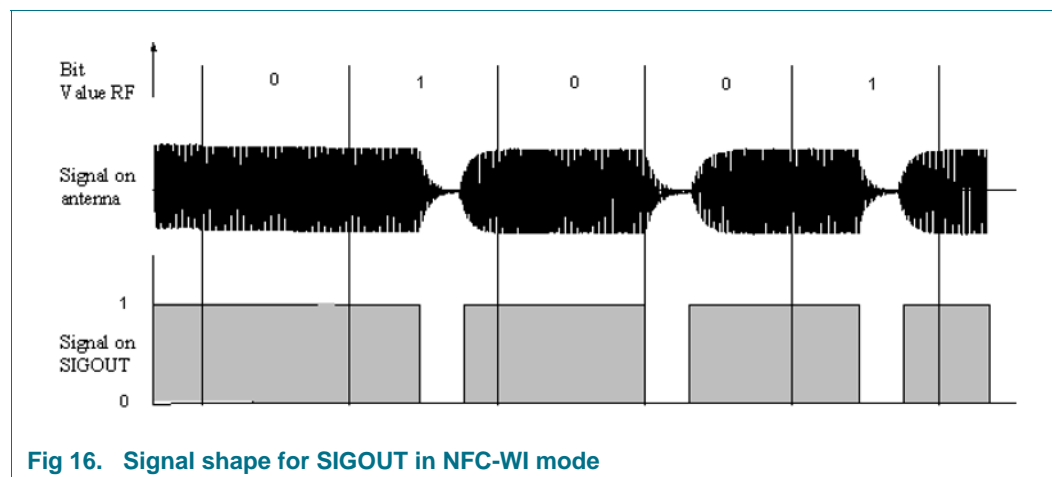 Bit
Value RF
0 1 0 0 1
Signal on
antenna
1
Signal on
SIGOUT
0
Fig 16. Signal shape for SIGOUT in NFC-WI mode